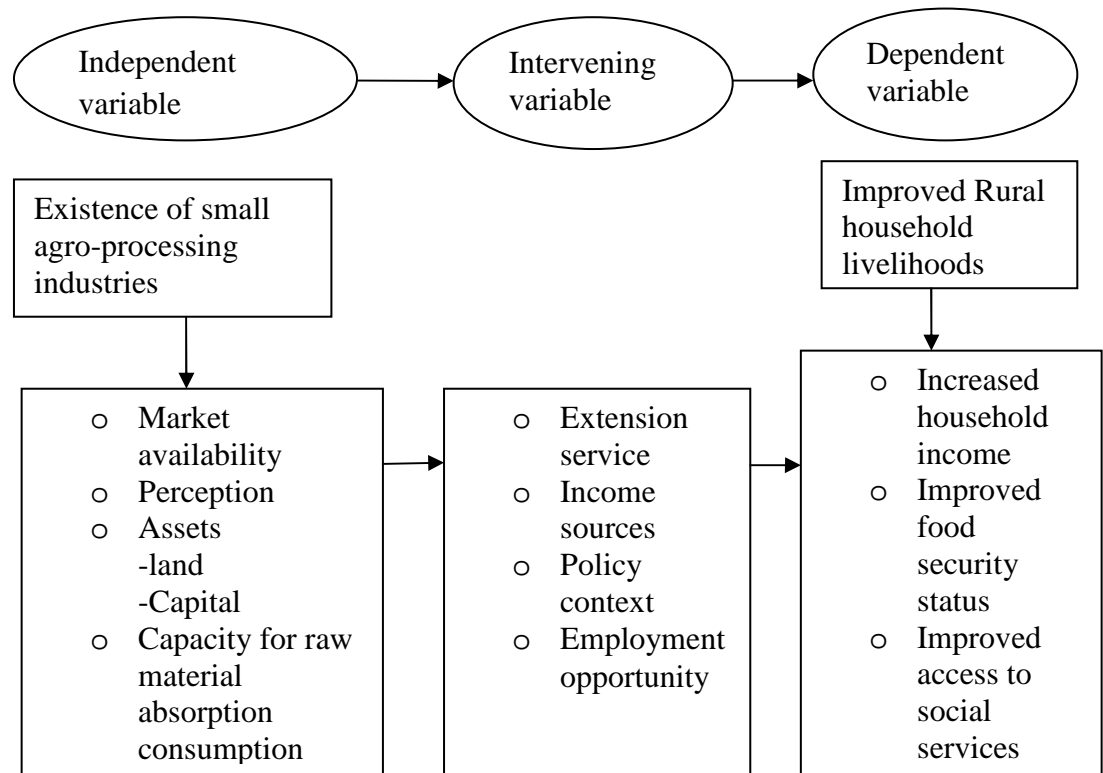 Independent
variable
Intervening
variable
Dependent
variable
Existence of small
agro-processing
industries
Improved Rural
household
livelihoods
o Market
availability
o Perception
o Assets
-land
-Capital
o Capacity for raw
material
absorption
consumption
o Extension
service
o Income
sources
o Policy
context
o Employment
opportunity
o Increased
household
income
o Improved
food
security
status
o Improved
access to
social
services